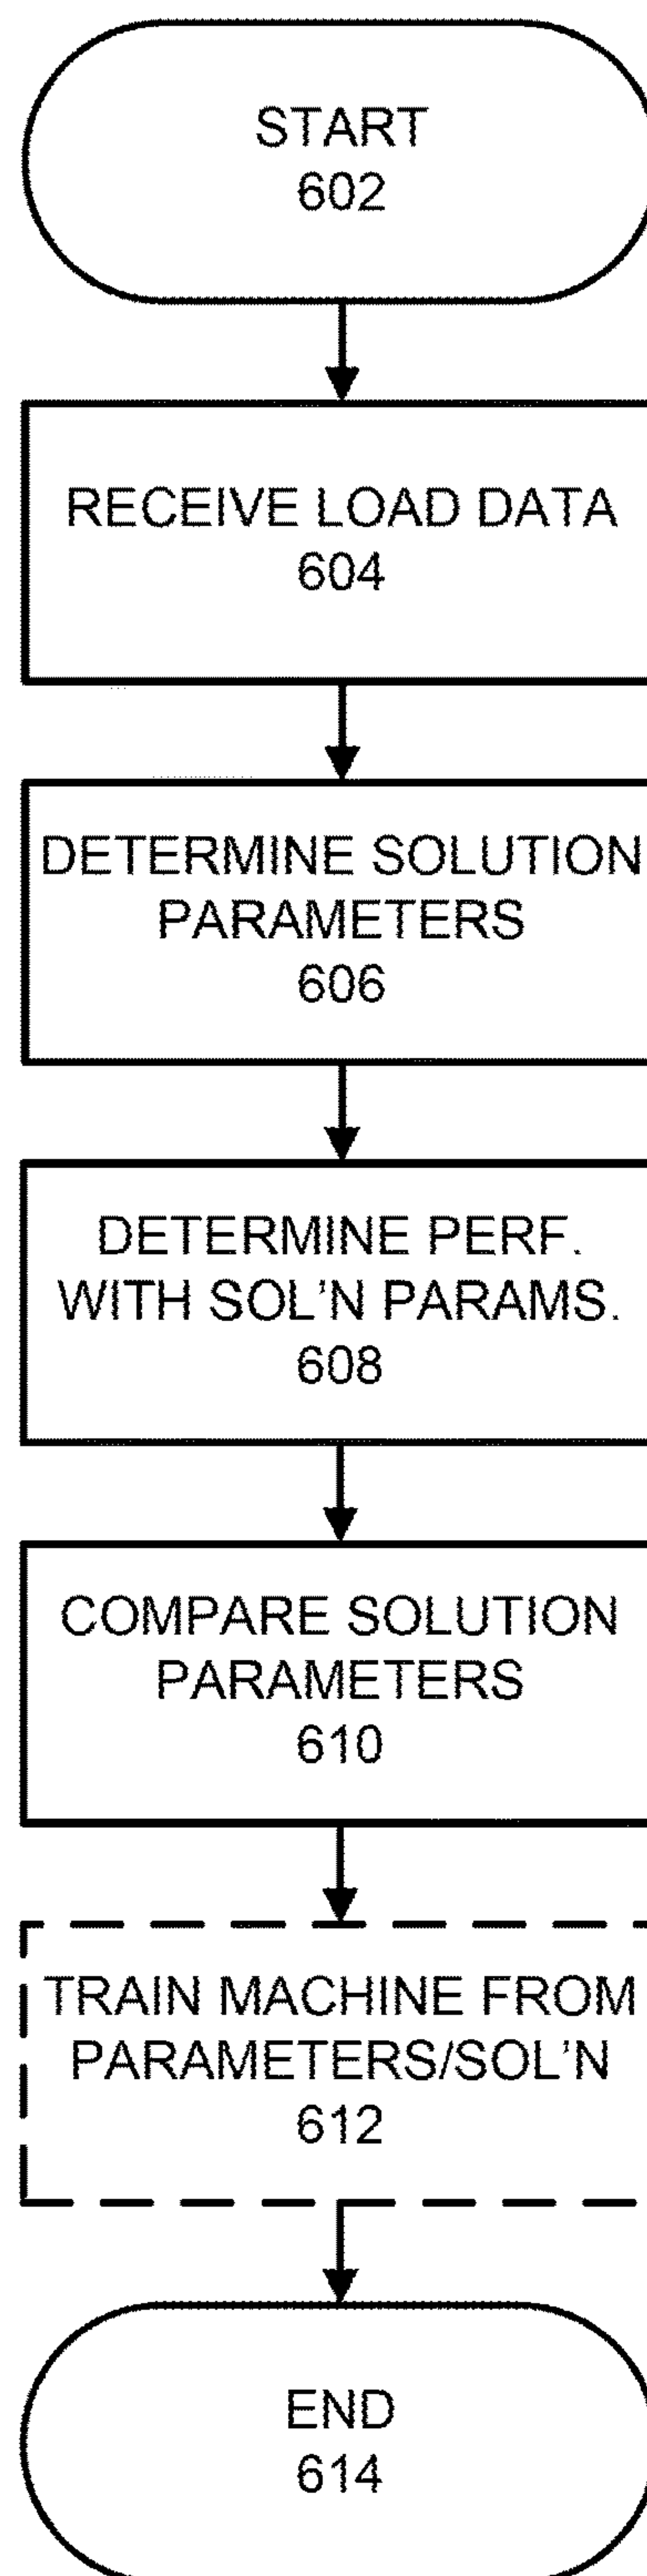 START
602
RECEIVE LOAD DATA
604
DETERMINE SOLUTION
PARAMETERS
606
DETERMINE PERF.
WITH SOL’N PARAMS.
608
COMPARE SOLUTION
PARAMETERS
610
TRAIN MACHINE FROM
PARAMETERS/SOL’N
612
END
614